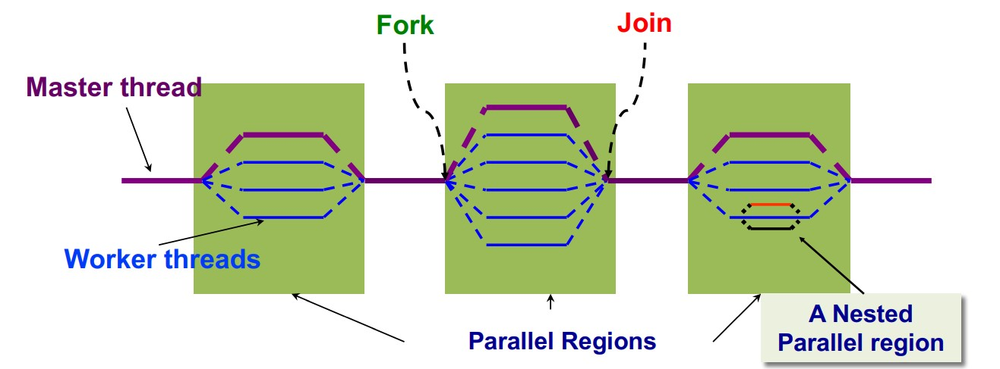 Fork
Join
Master thread
Worker threads
Parallel Regions
A Nested
Parallel region